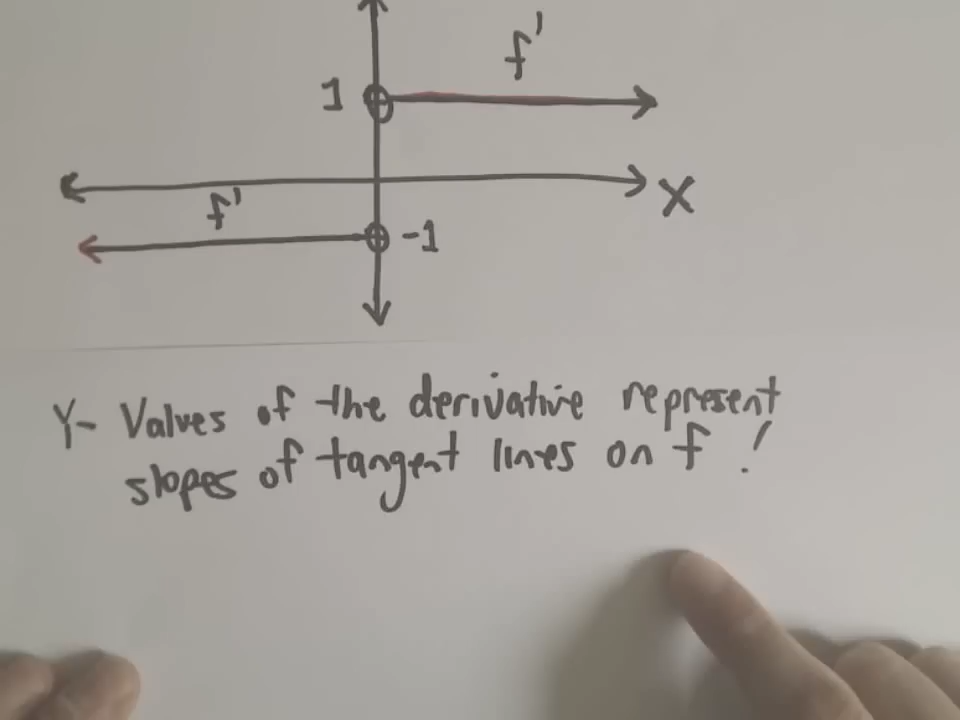 f'
1
X
f'
-1
Y- Values of the derivative represent
slopes of tangent lines on f !